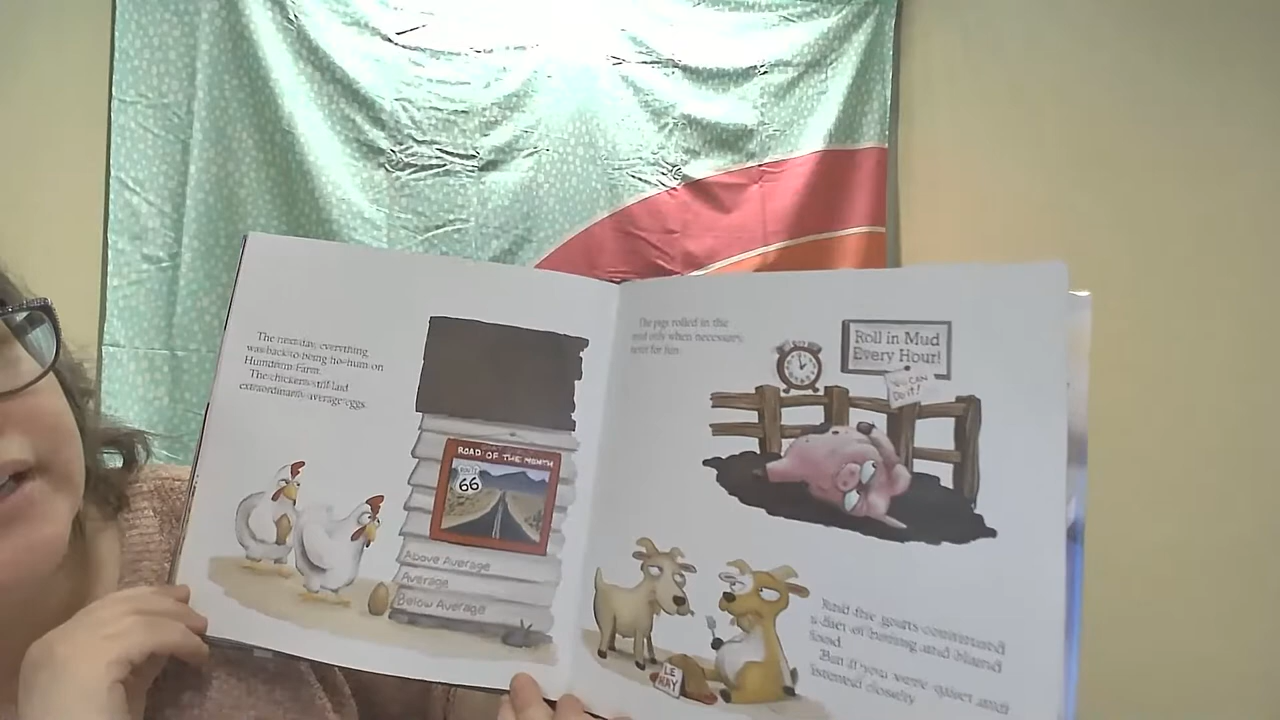 The next day, everything
was back to being ho-hum on
Humdrum Farm.
The chickens still laid
extraordinarily average eggs.
ROAD OF THE MONTH
ROUTE
66
Above Average
Average
Below Average
The pigs rolled in the
mud only when necessary,
never for fun.
Roll in Mud
Every Hour!
You CAN
Do it!
LE
HAY
And the goats continued
a diet of boring and bland
food.
But if you were quiet and
listened closely